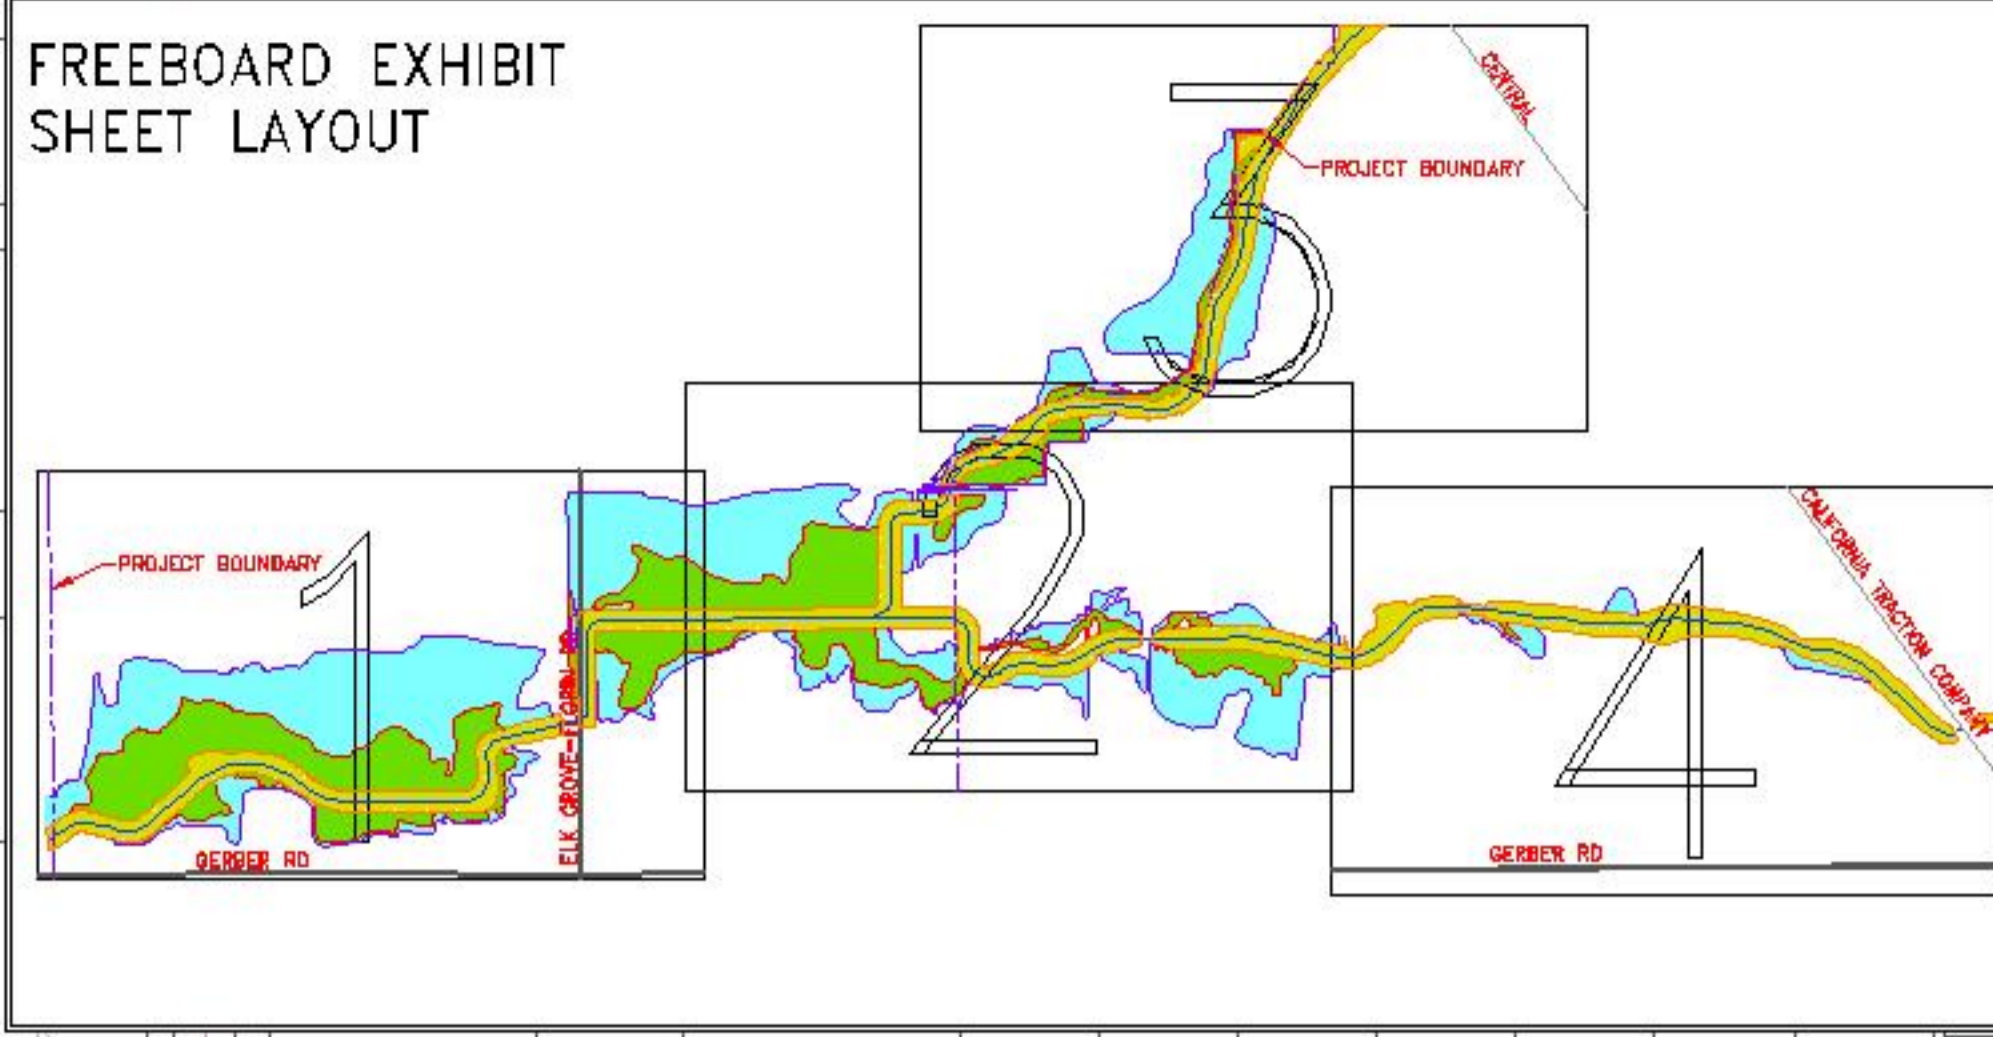 FREEBOARD EXHIBIT
SHEET LAYOUT
CENTRAL
PROJECT BOUNDARY
3
PROJECT BOUNDARY
1
2
4
CALIFORNIA TRACTION COMPANY
ELK GROVE-FLORIN RD
GERBER RD
GERBER RD